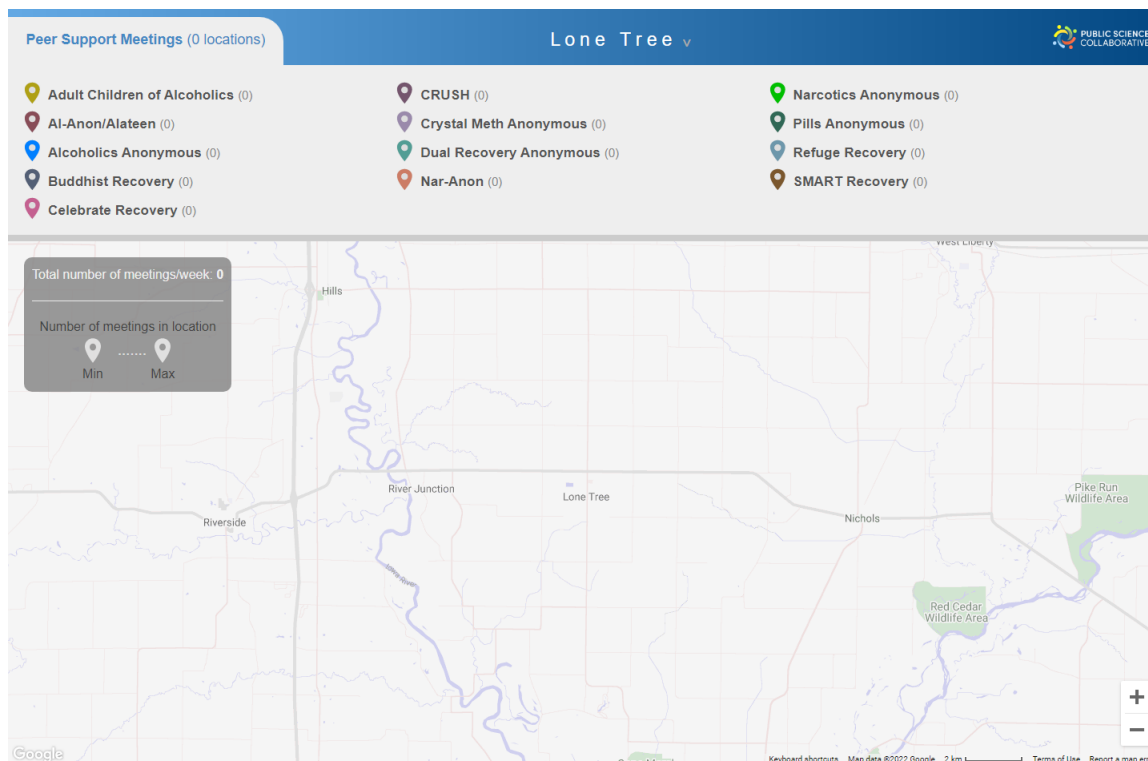 Peer Support Meetings (0 locations)
Lone Tree v
PUBLIC SCIENCE
COLLABORATIVE
Adult Children of Alcoholics (0)
Al-Anon/Alateen (0)
Alcoholics Anonymous (0)
Buddhist Recovery (0)
Celebrate Recovery (0)
CRUSH (0)
Crystal Meth Anonymous (0)
Dual Recovery Anonymous (0)
Nar-Anon (0)
Narcotics Anonymous (0)
Pills Anonymous (0)
Refuge Recovery (0)
SMART Recovery (0)
Total number of meetings/week: 0
Number of meetings in location
Min
Max
West Liberty
Hills
River Junction
Lone Tree
Riverside
Nichols
Pike Run
Wildlife Area
Iowa River
Red Cedar
Wildlife Area
Google
Keyboard shortcuts
Map data ©2022 Google
2 km
Terms of Use
Report a map